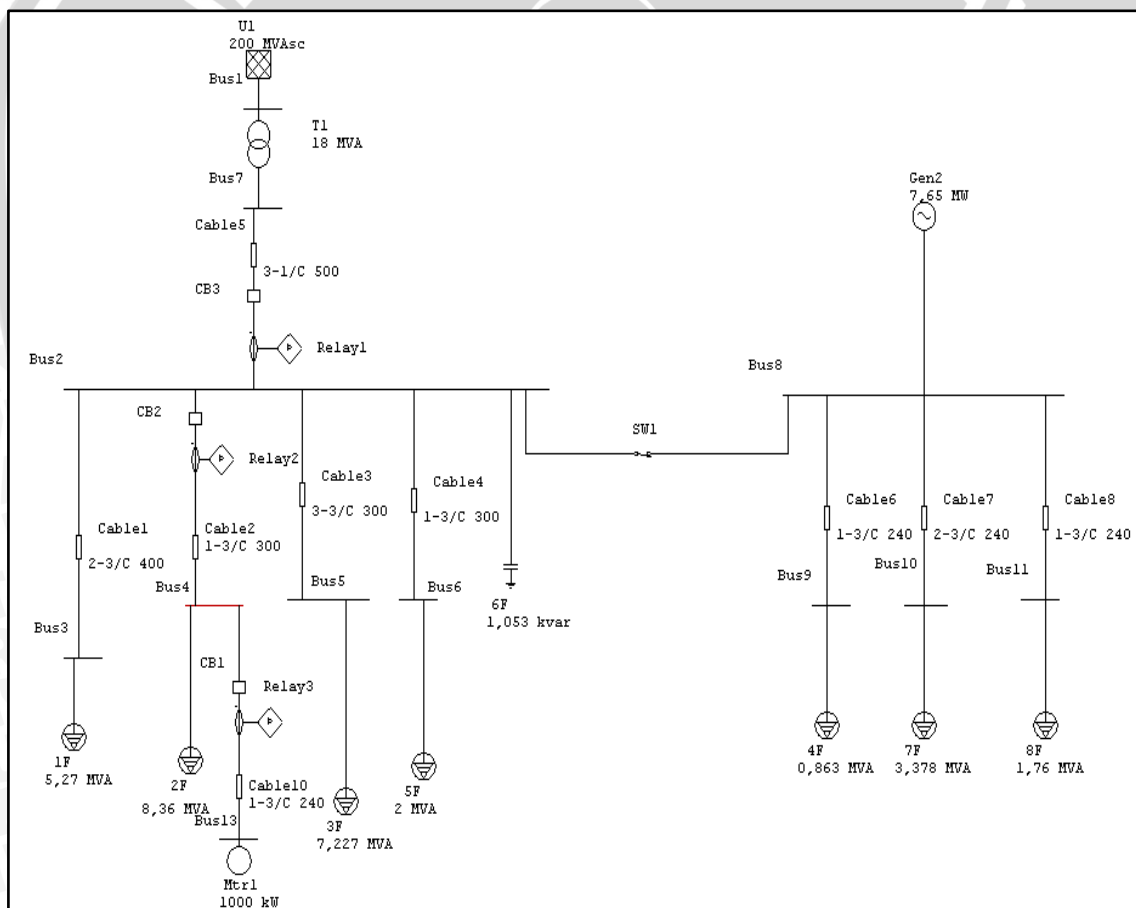 U1
200 MVAsc
Bus1
T1
18 MVA
Bus7
Cable5
3-1/C 500
CB3
Relay1
Bus2
CB2
Relay2
Cable1
2-3/C 400
Cable2
1-3/C 300
Cable3
3-3/C 300
Cable4
1-3/C 300
SW1
Gen2
7,65 MW
Bus8
Cable6
1-3/C 240
Cable7
2-3/C 240
Cable8
1-3/C 240
Bus9
Bus10
Bus11
Bus4
Bus5
Bus6
6F
1,053 kvar
Bus3
CB1
Relay3
1F
5,27 MVA
2F
8,36 MVA
Cable10
1-3/C 240
Bus13
3F
7,227 MVA
5F
2 MVA
4F
0,863 MVA
7F
3,378 MVA
8F
1,76 MVA
Mtr1
1000 kW